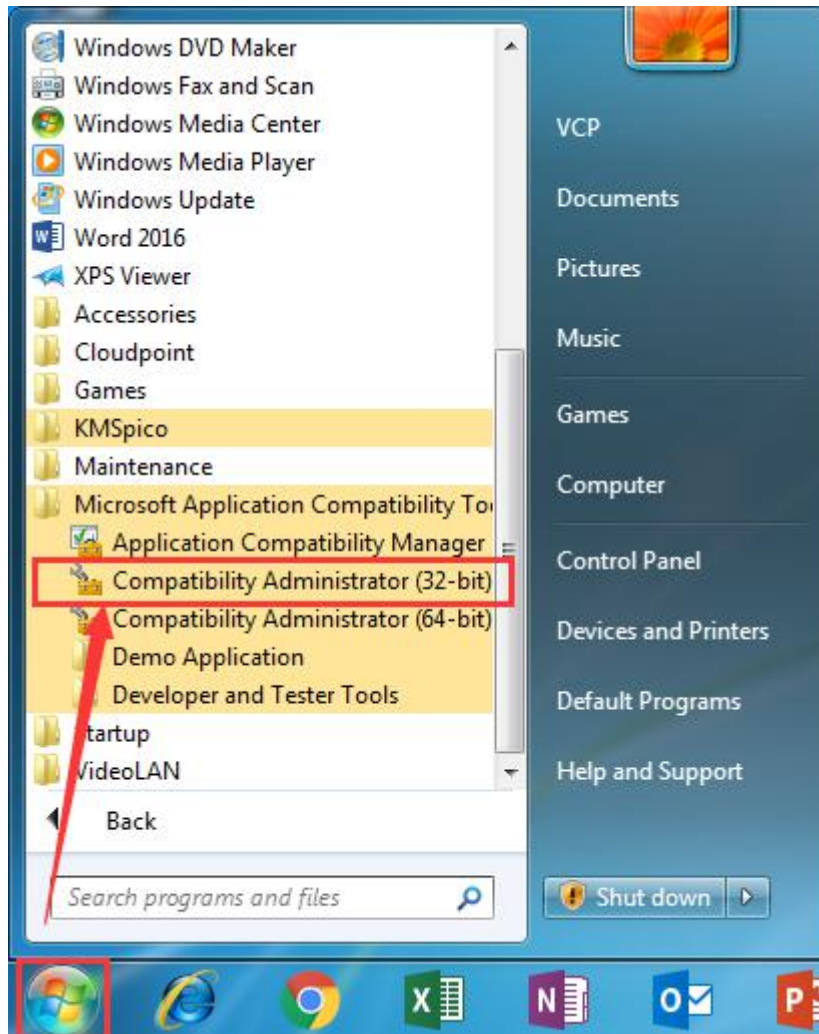 Windows DVD Maker
Windows Fax and Scan
Windows Media Center
Windows Media Player
Windows Update
Word 2016
XPS Viewer
Accessories
Cloudpoint
Games
KMSpico
Maintenance
Microsoft Application Compatibility Too
Application Compatibility Manager
Compatibility Administrator (32-bit)
Compatibility Administrator (64-bit)
Demo Application
Developer and Tester Tools
Startup
VideoLAN
Back
Search programs and files
VCP
Documents
Pictures
Music
Games
Computer
Control Panel
Devices and Printers
Default Programs
Help and Support
Shut down